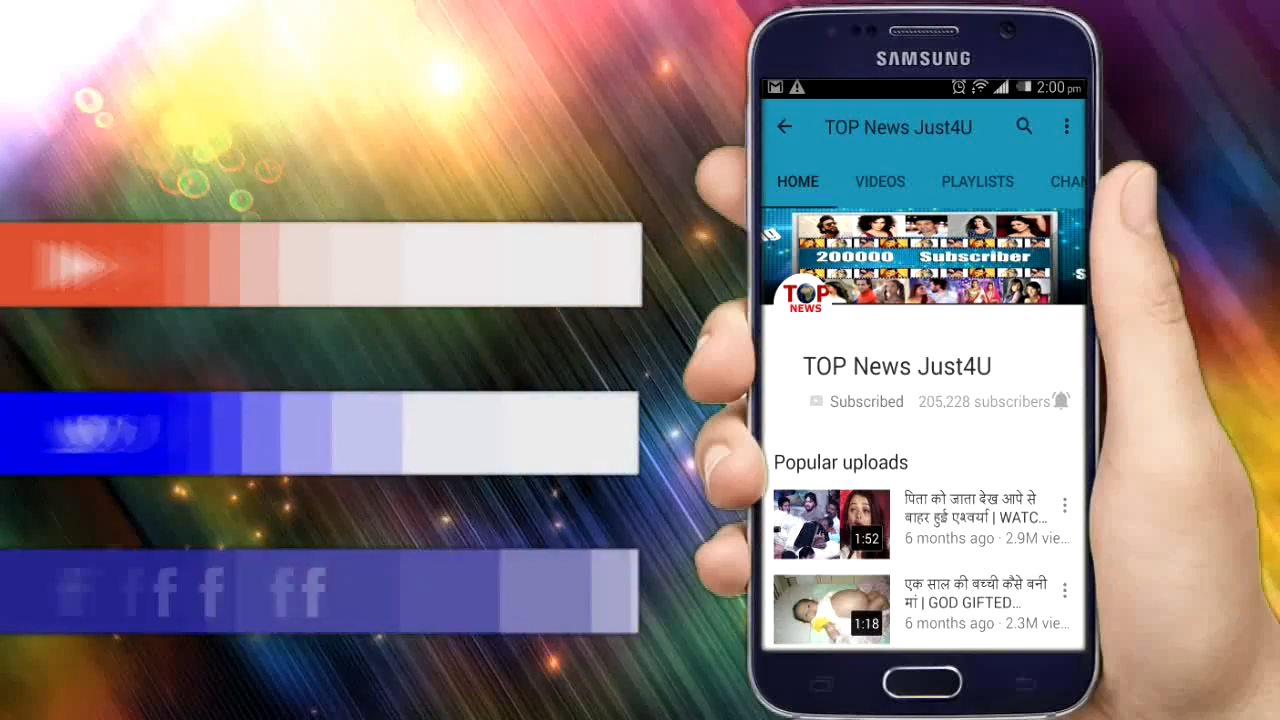 SAMSUNG
2:00 pm
TOP News Just4U
HOME VIDEOS PLAYLISTS CHAN
200000 Subscriber
TOP
NEWS
TOP News Just4U
Subscribed 205,228 subscribers
Popular uploads
पिता को जाता देख आपे से
बाहर हुई एश्वर्या | WATC...
1:52
6 months ago · 2.9M vie...
एक साल की बच्ची कैसे बनी
मां | GOD GIFTED...
1:18
6 months ago · 2.3M vie...
f f f f f f